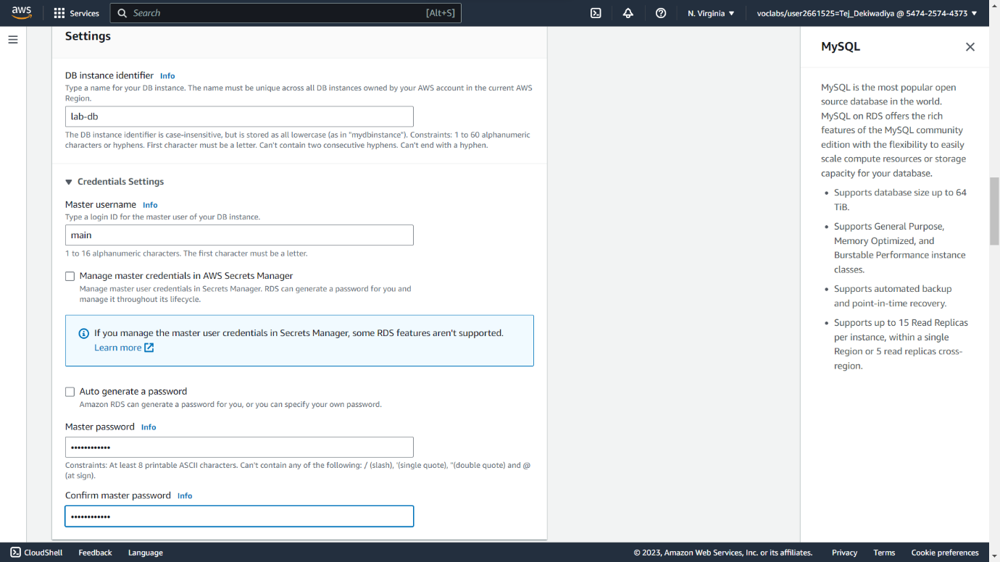 aws
Services
Search
[Alt+S]
N. Virginia
voclabs/user2661525=Tej_Dekiwadiya @ 5474-2574-4373
Settings
DB instance identifier Info
Type a name for your DB instance. The name must be unique across all DB instances owned by your AWS account in the current AWS
Region.
lab-db
The DB instance identifier is case-insensitive, but is stored as all lowercase (as in "mydbinstance"). Constraints: 1 to 60 alphanumeric
characters or hyphens. First character must be a letter. Can't contain two consecutive hyphens. Can't end with a hyphen.
Credentials Settings
Master username Info
Type a login ID for the master user of your DB instance.
main
1 to 16 alphanumeric characters. The first character must be a letter.
Manage master credentials in AWS Secrets Manager
Manage master user credentials in Secrets Manager. RDS can generate a password for you and
manage it throughout its lifecycle.
If you manage the master user credentials in Secrets Manager, some RDS features aren't supported.
Learn more
Auto generate a password
Amazon RDS can generate a password for you, or you can specify your own password.
Master password Info
••••••••••••
Constraints: At least 8 printable ASCII characters. Can't contain any of the following: / (slash), '(single quote), "(double quote) and @
(at sign).
Confirm master password Info
••••••••••••
MySQL
MySQL is the most popular open
source database in the world.
MySQL on RDS offers the rich
features of the MySQL community
edition with the flexibility to easily
scale compute resources or storage
capacity for your database.
• Supports database size up to 64
TiB.
• Supports General Purpose,
Memory Optimized, and
Burstable Performance instance
classes.
• Supports automated backup
and point-in-time recovery.
• Supports up to 15 Read Replicas
per instance, within a single
Region or 5 read replicas cross-
region.
CloudShell
Feedback
Language
© 2023, Amazon Web Services, Inc. or its affiliates.
Privacy
Terms
Cookie preferences